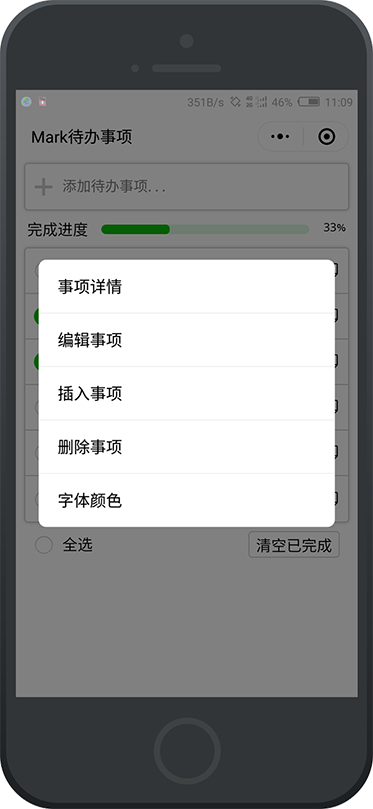 351B/s 46% 11:09
Mark待办事项
添加待办事项...
完成进度 33%
事项详情
编辑事项
插入事项
删除事项
字体颜色
全选 清空已完成